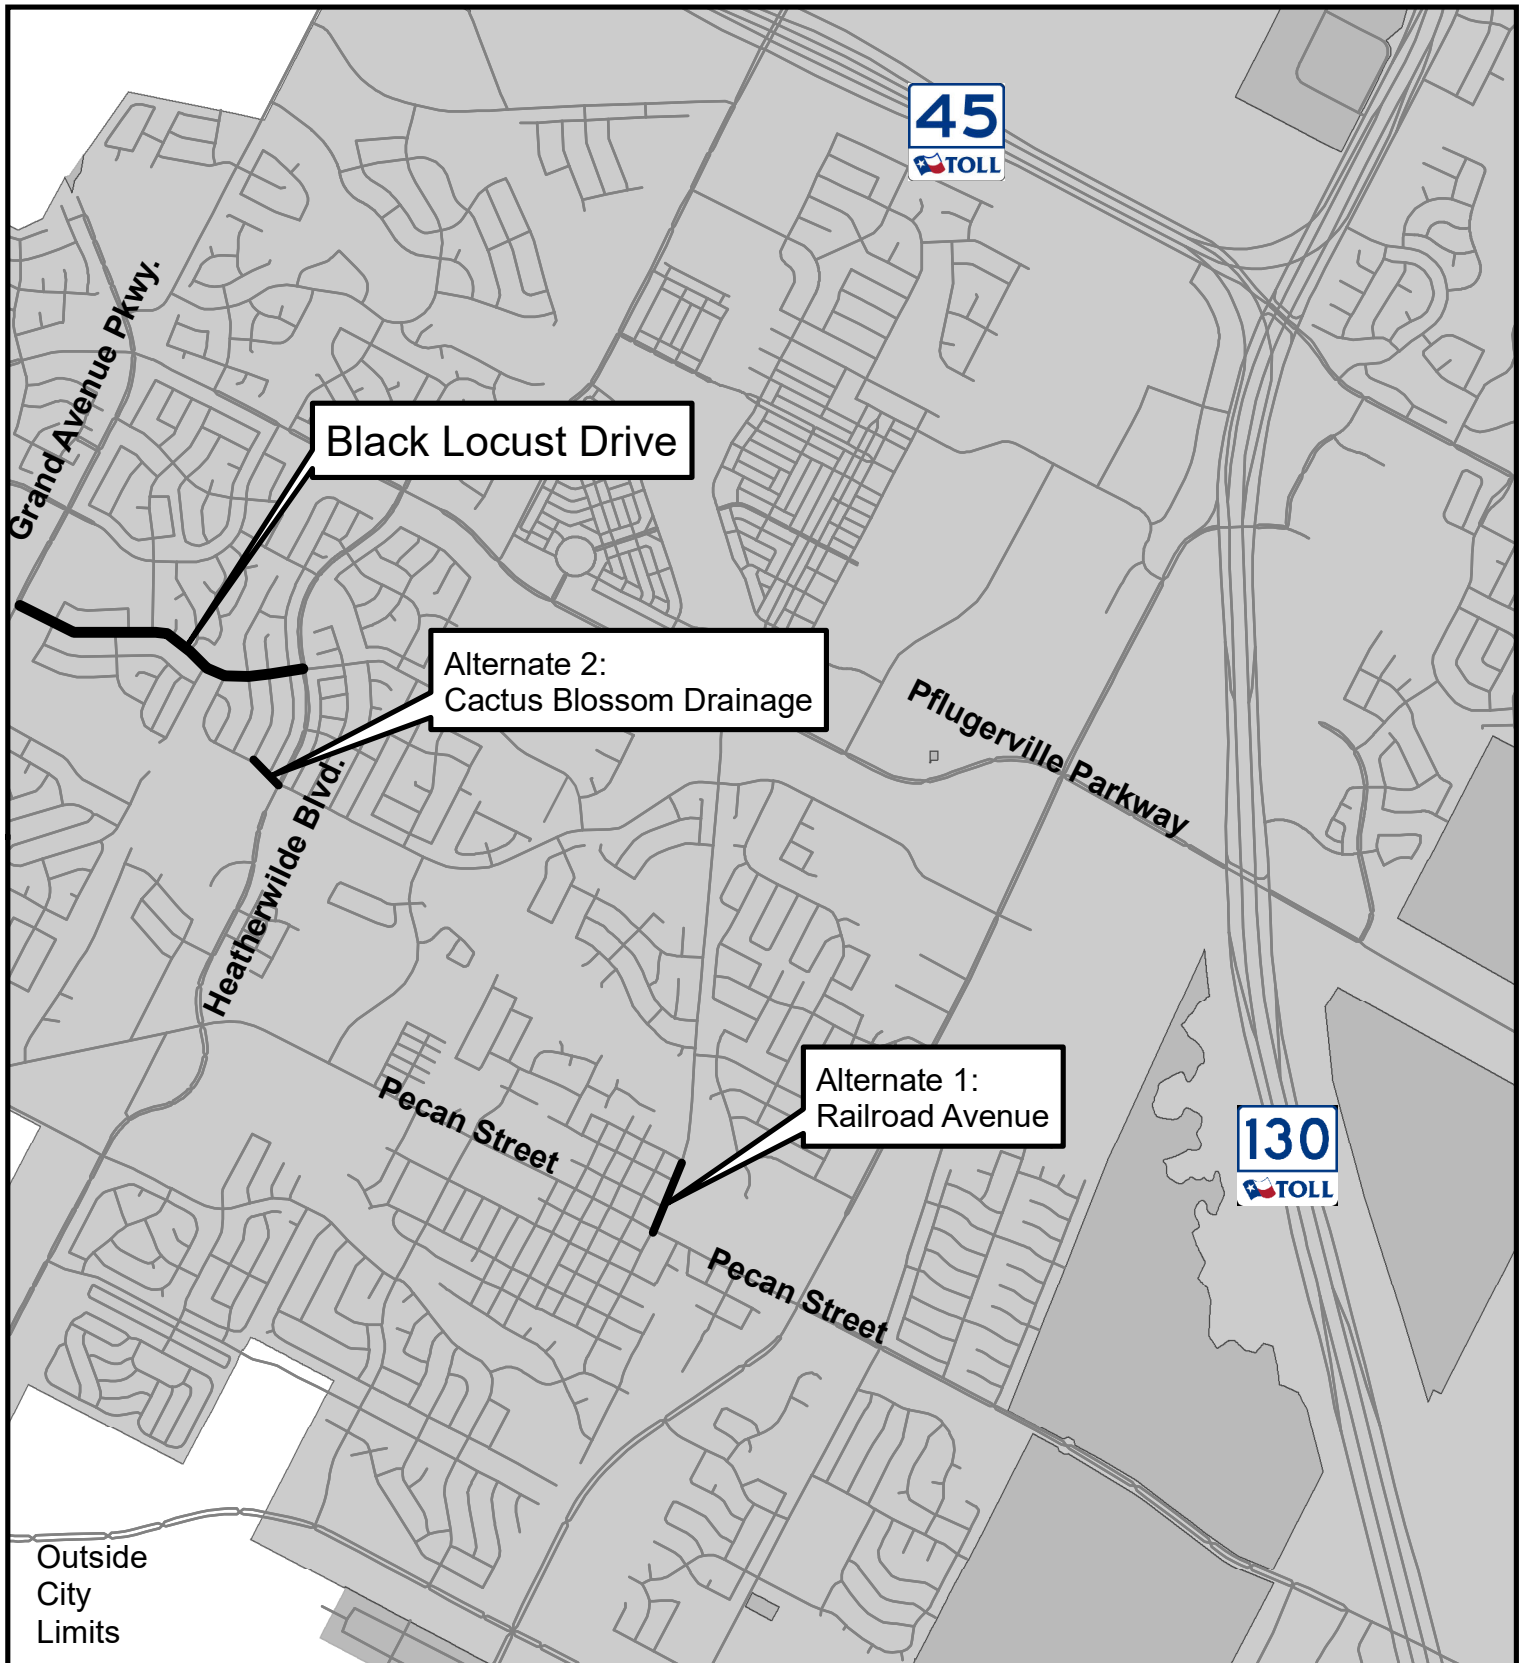 45
TOLL
Grand Avenue Pkwy.
Black Locust Drive
Alternate 2:
Cactus Blossom Drainage
Pflugerville Parkway
Heatherwilde Blvd.
Pecan Street
Alternate 1:
Railroad Avenue
130
TOLL
Pecan Street
Outside
City
Limits